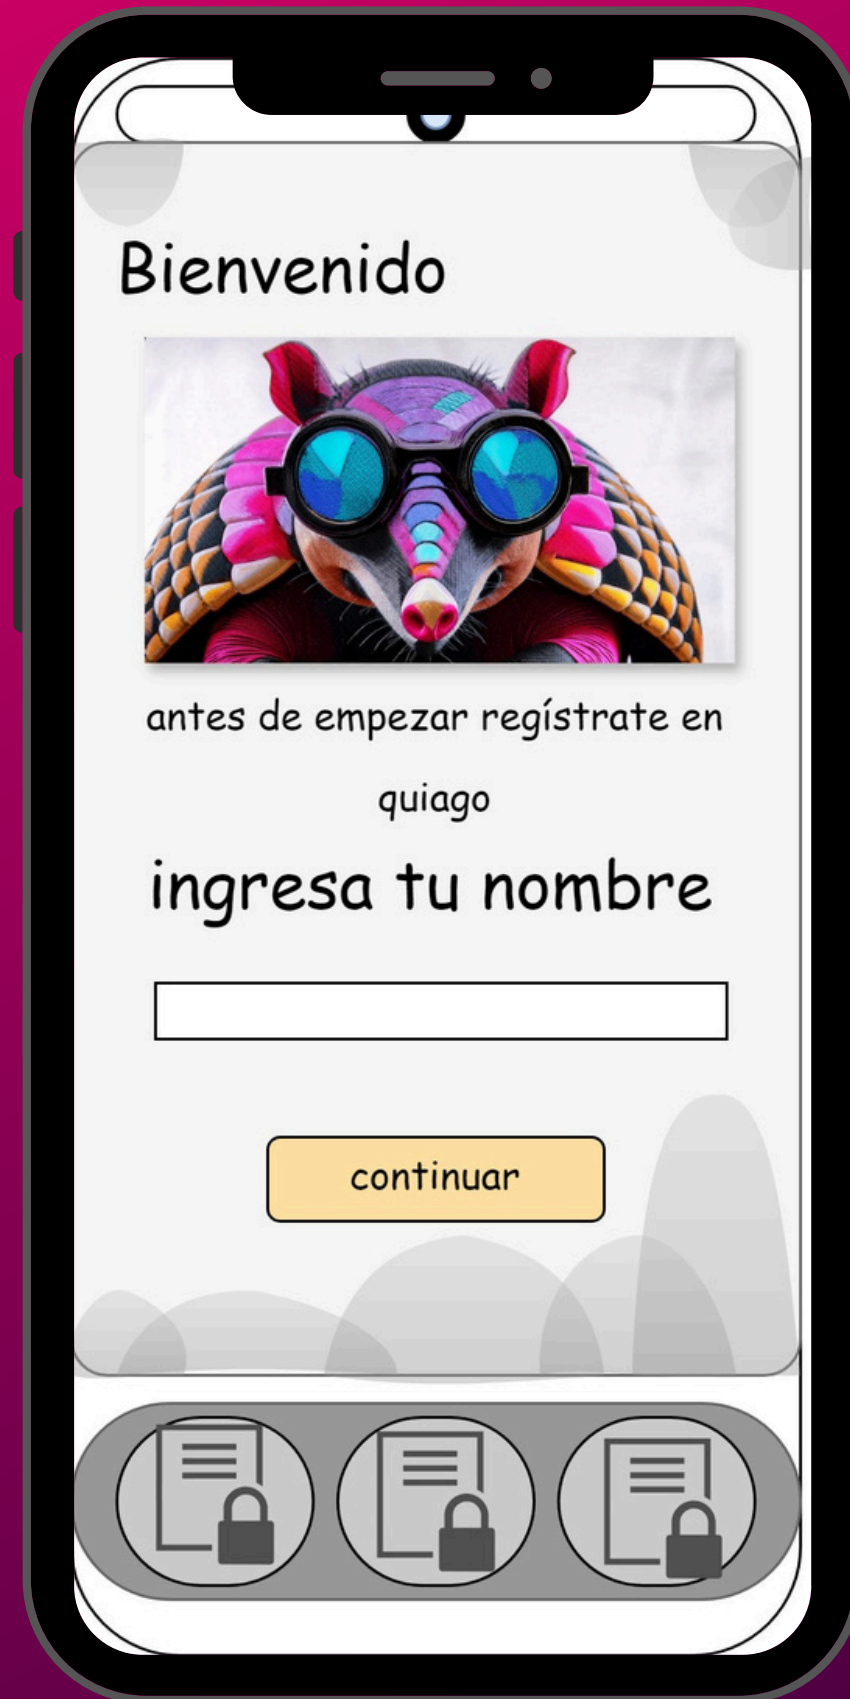 Bienvenido
antes de empezar regístrate en
quiago
ingresa tu nombre
continuar